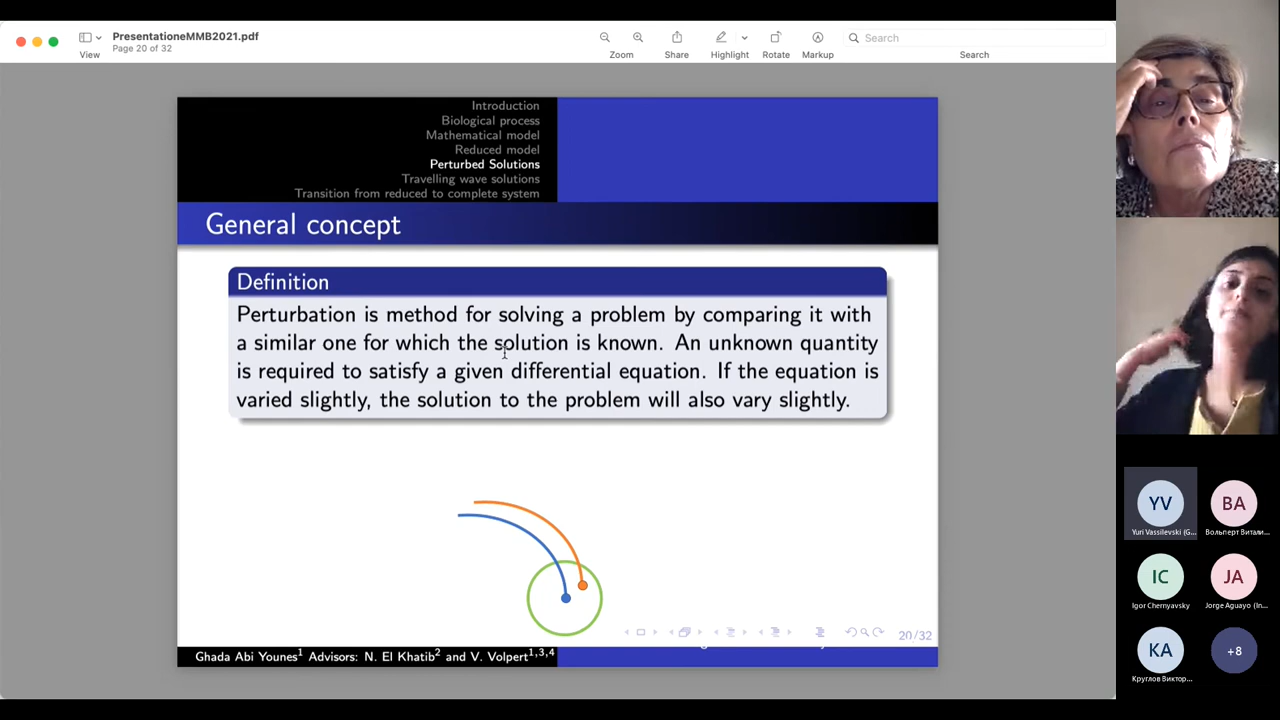 PresentationeMMB2021.pdf
Page 20 of 32
View
Zoom
Share
Highlight
Rotate
Markup
Search
Search
Introduction
Biological process
Mathematical model
Reduced model
Perturbed Solutions
Travelling wave solutions
Transition from reduced to complete system
General concept
Definition
Perturbation is method for solving a problem by comparing it with
a similar one for which the solution is known. An unknown quantity
is required to satisfy a given differential equation. If the equation is
varied slightly, the solution to the problem will also vary slightly.
20/32
Ghada Abi Younes1 Advisors: N. El Khatib2 and V. Volpert1,3,4
YV
Yuri Vassilevski (G...
BA
Вольперт Витали...
IC
Igor Chernyavsky
JA
Jorge Aguayo (In...
KA
Круглов Виктор...
+8